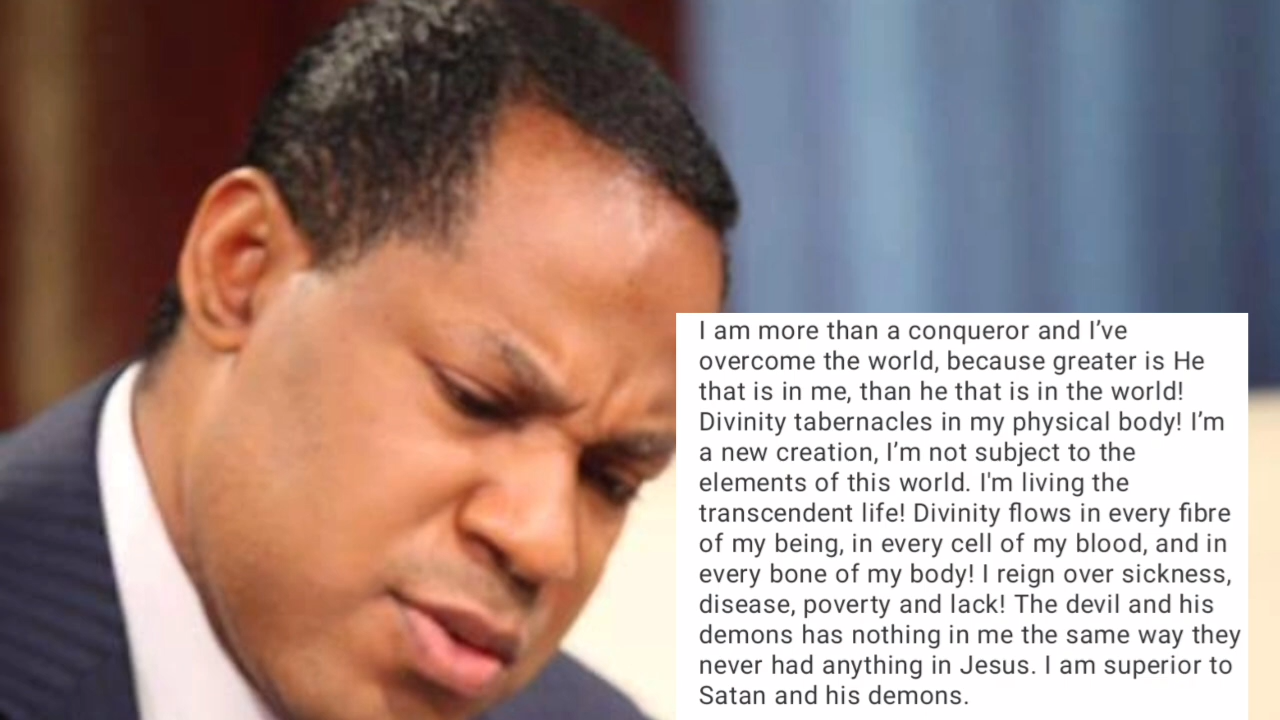 I am more than a conqueror and I’ve
overcome the world, because greater is He
that is in me, than he that is in the world!
Divinity tabernacles in my physical body! I’m
a new creation, I’m not subject to the
elements of this world. I'm living the
transcendent life! Divinity flows in every fibre
of my being, in every cell of my blood, and in
every bone of my body! I reign over sickness,
disease, poverty and lack! The devil and his
demons has nothing in me the same way they
never had anything in Jesus. I am superior to
Satan and his demons.